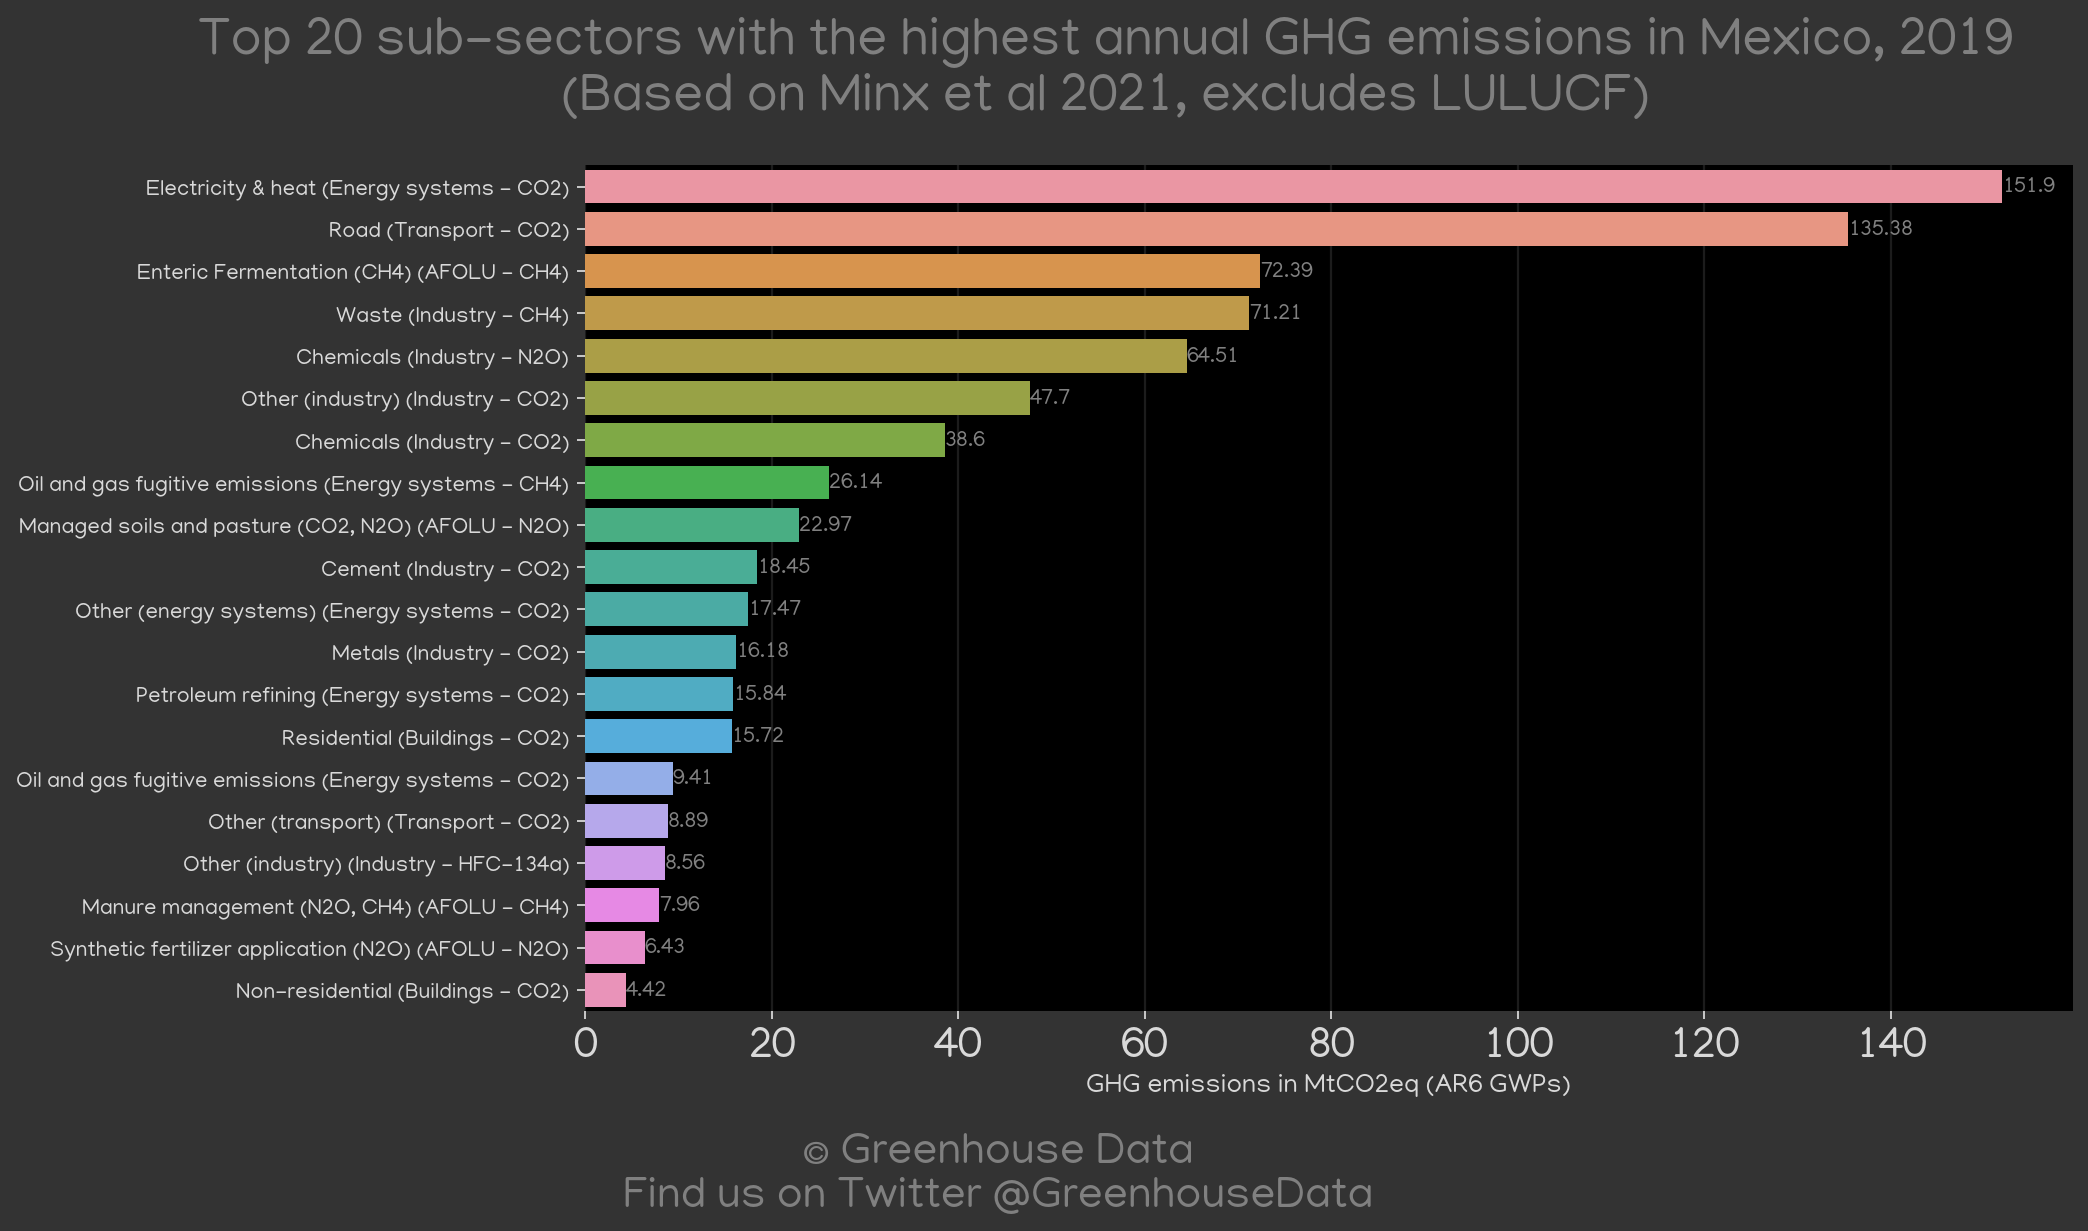 Top 20 sub-sectors with the highest annual GHG emissions in Mexico, 2019
(Based on Minx et al 2021, excludes LULUCF)
Electricity & heat (Energy systems - CO2) 151.9
Road (Transport - CO2) 135.38
Enteric Fermentation (CH4) (AFOLU - CH4) 72.39
Waste (Industry - CH4) 71.21
Chemicals (Industry - N2O) 64.51
Other (industry) (Industry - CO2) 47.7
Chemicals (Industry - CO2) 38.6
Oil and gas fugitive emissions (Energy systems - CH4) 26.14
Managed soils and pasture (CO2, N2O) (AFOLU - N2O) 22.97
Cement (Industry - CO2) 18.45
Other (energy systems) (Energy systems - CO2) 17.47
Metals (Industry - CO2) 16.18
Petroleum refining (Energy systems - CO2) 15.84
Residential (Buildings - CO2) 15.72
Oil and gas fugitive emissions (Energy systems - CO2) 9.41
Other (transport) (Transport - CO2) 8.89
Other (industry) (Industry - HFC-134a) 8.56
Manure management (N2O, CH4) (AFOLU - CH4) 7.96
Synthetic fertilizer application (N2O) (AFOLU - N2O) 6.43
Non-residential (Buildings - CO2) 4.42
0 20 40 60 80 100 120 140
GHG emissions in MtCO2eq (AR6 GWPs)
© Greenhouse Data
Find us on Twitter @GreenhouseData